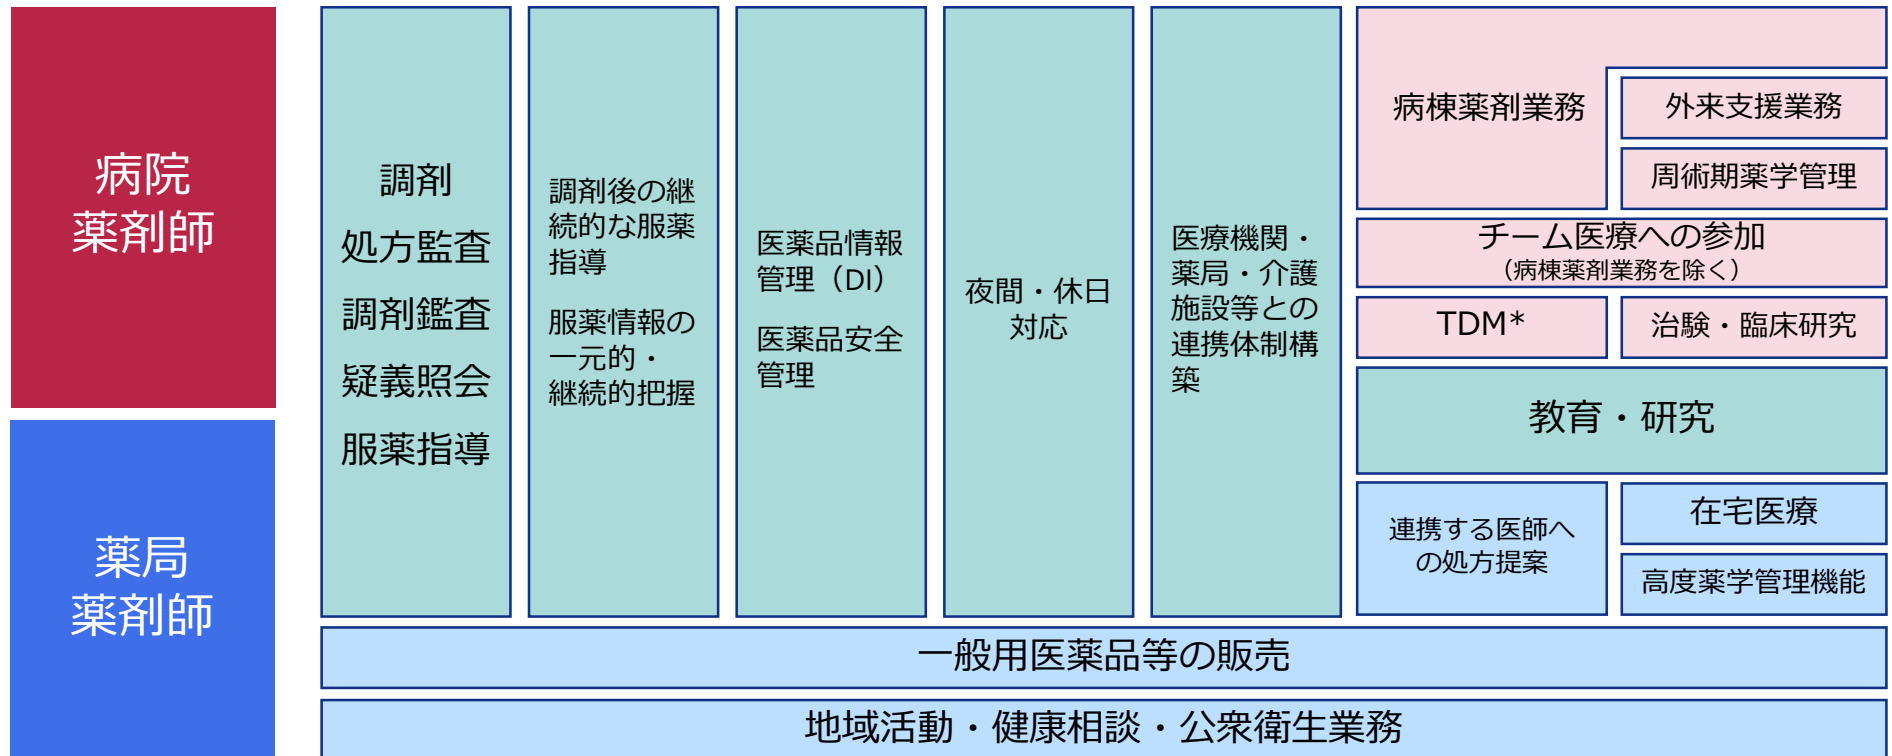 病院
薬剤師
薬局
薬剤師
調剤
処方監査
調剤鑑査
疑義照会
服薬指導
調剤後の継
続的な服薬
指導
服薬情報の
一元的・
継続的把握
医薬品情報
管理（DI）
医薬品安全
管理
夜間・休日
対応
医療機関・
薬局・介護
施設等との
連携体制構
築
病棟薬剤業務
外来支援業務
周術期薬学管理
チーム医療への参加
（病棟薬剤業務を除く）
TDM*
治験・臨床研究
教育・研究
連携する医師へ
の処方提案
在宅医療
高度薬学管理機能
一般用医薬品等の販売
地域活動・健康相談・公衆衛生業務